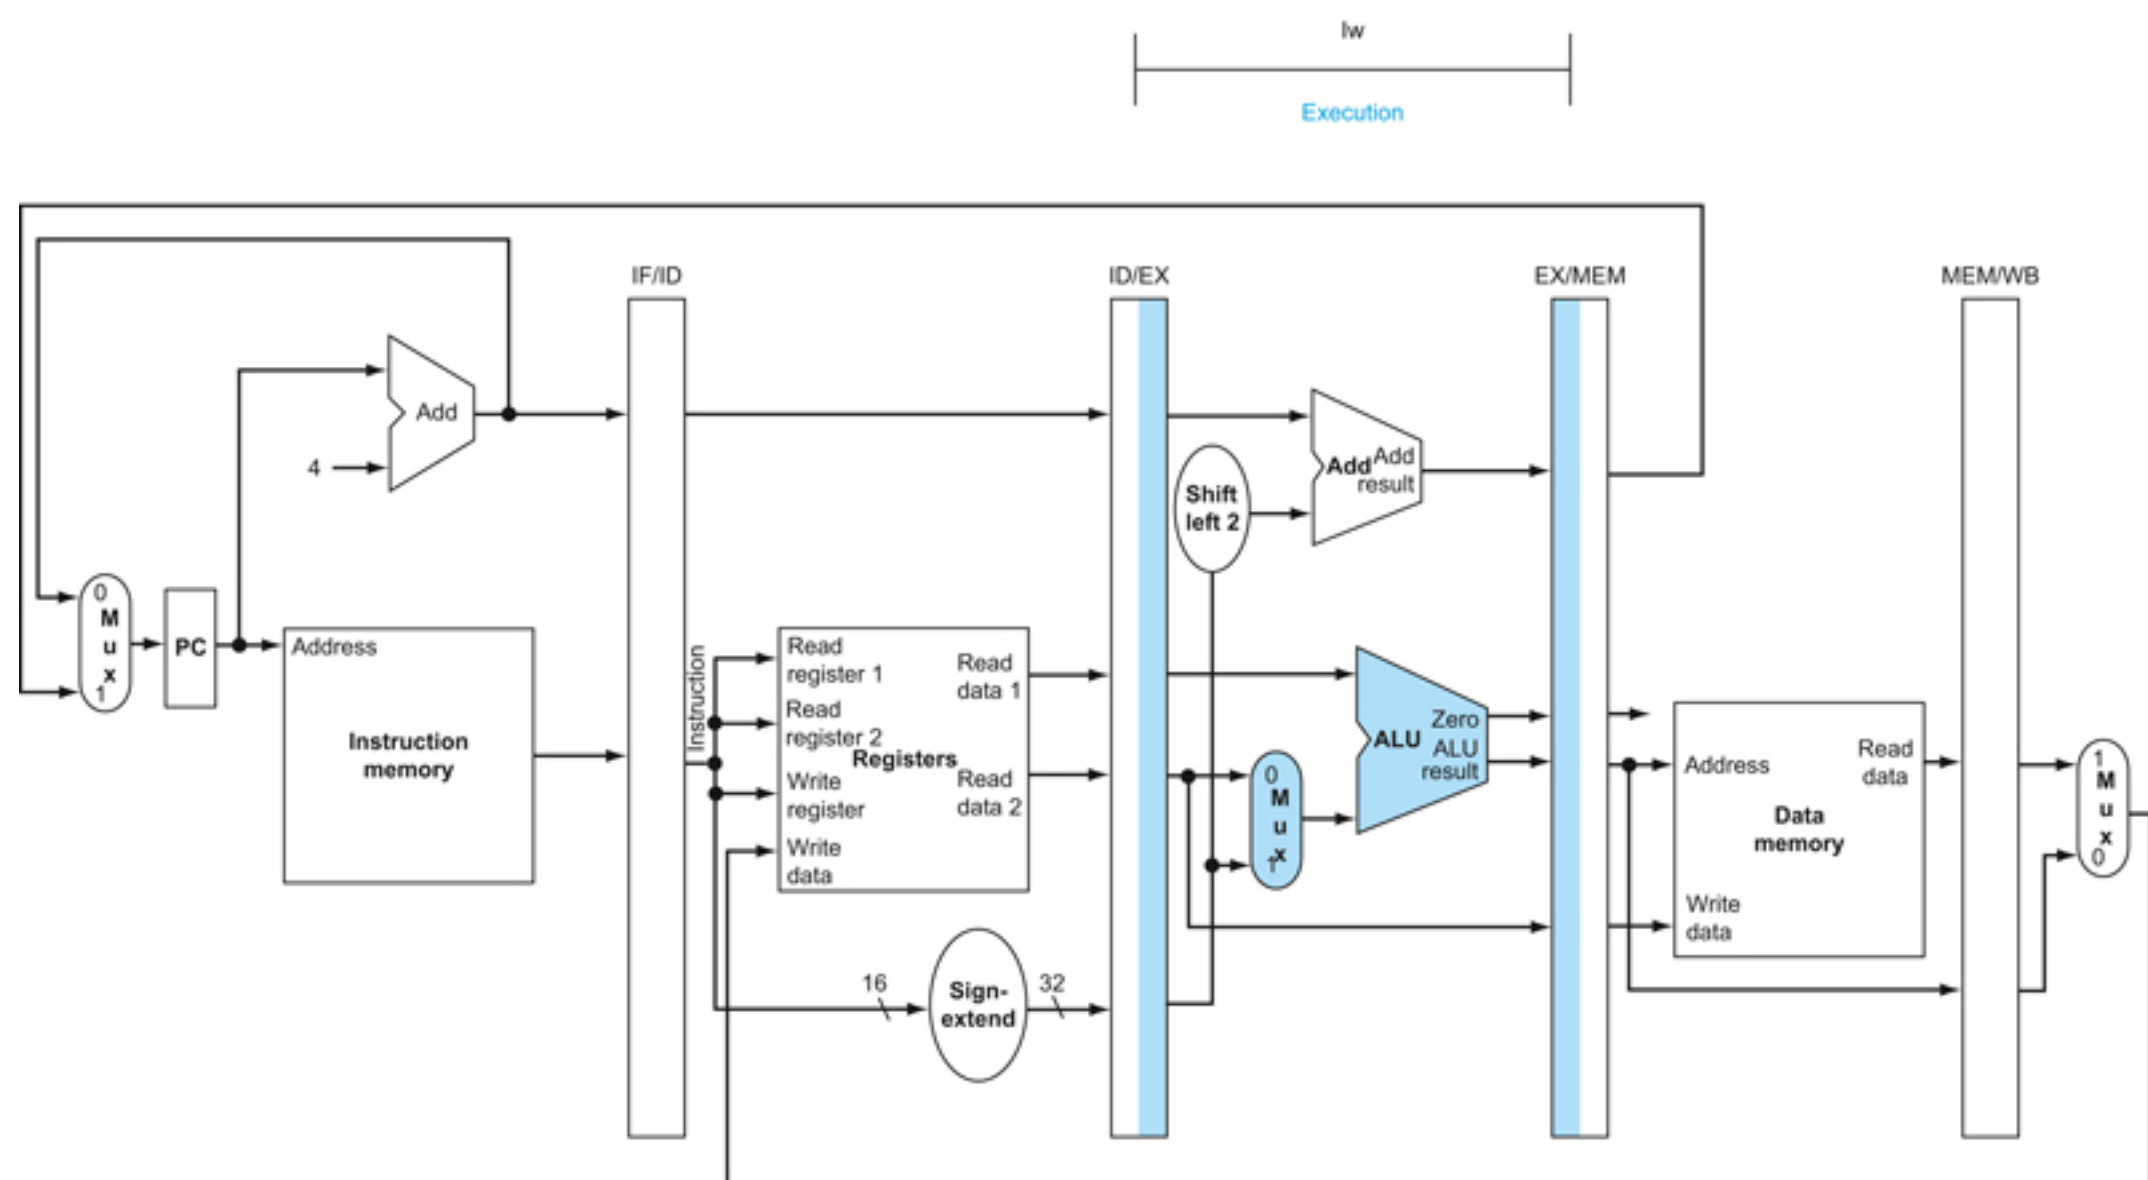 lw
Execution
IF/ID
ID/EX
EX/MEM
MEM/WB
Add
4
Add
Add
result
Shift
left 2
0
M
u
x
1
PC
Address
Instruction
memory
Instruction
Read
register 1
Read
register 2
Write
register
Write
data
Registers
Read
data 1
Read
data 2
16
Sign-
extend
32
0
M
u
x
1
ALU
Zero
ALU
result
Address
Read
data
Data
memory
Write
data
1
M
u
x
0